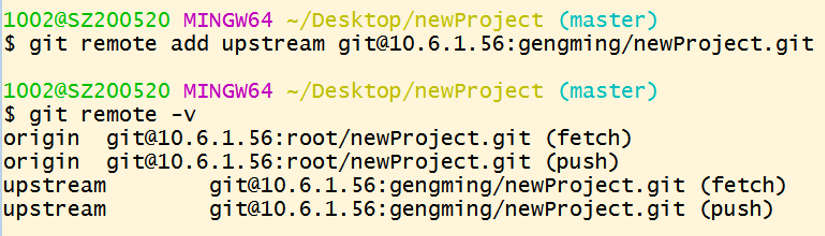 1002@SZ200520 MINGW64 ~/Desktop/newProject (master)
$ git remote add upstream git@10.6.1.56:gengming/newProject.git
1002@SZ200520 MINGW64 ~/Desktop/newProject (master)
$ git remote -v
origin  git@10.6.1.56:root/newProject.git (fetch)
origin  git@10.6.1.56:root/newProject.git (push)
upstream        git@10.6.1.56:gengming/newProject.git (fetch)
upstream        git@10.6.1.56:gengming/newProject.git (push)